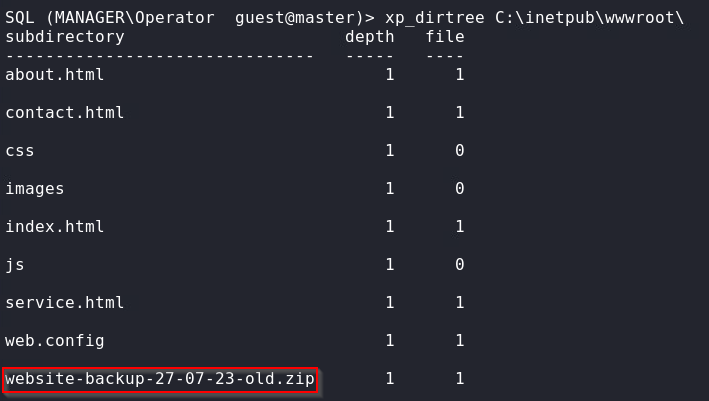 SQL (MANAGER\Operator  guest@master)> xp_dirtree C:\inetpub\wwwroot\
subdirectory                      depth   file
-------------------------------   -----   ----
about.html                            1      1
contact.html                          1      1
css                                   1      0
images                                1      0
index.html                            1      1
js                                    1      0
service.html                          1      1
web.config                            1      1
website-backup-27-07-23-old.zip       1      1